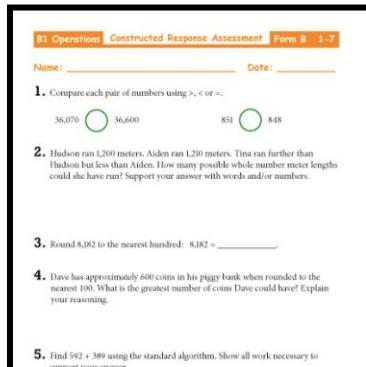 B1 Operations Constructed Response Assessment Form B 1-7
Name: ____________ Date: ____________
1. Compare each pair of numbers using >, < or =.
36,070 36,600 851 848
2. Hudson ran 1,200 meters. Aiden ran 1,210 meters. Tina ran further than
Hudson but less than Aiden. How many possible whole number meter lengths
could she have run? Support your answer with words and/or numbers.
3. Round 8,182 to the nearest hundred: 8,182 ≈ ____________.
4. Dave has approximately 600 coins in his piggy bank when rounded to the
nearest 100. What is the greatest number of coins Dave could have? Explain
your reasoning.
5. Find 592 + 389 using the standard algorithm. Show all work necessary to
support your answer.